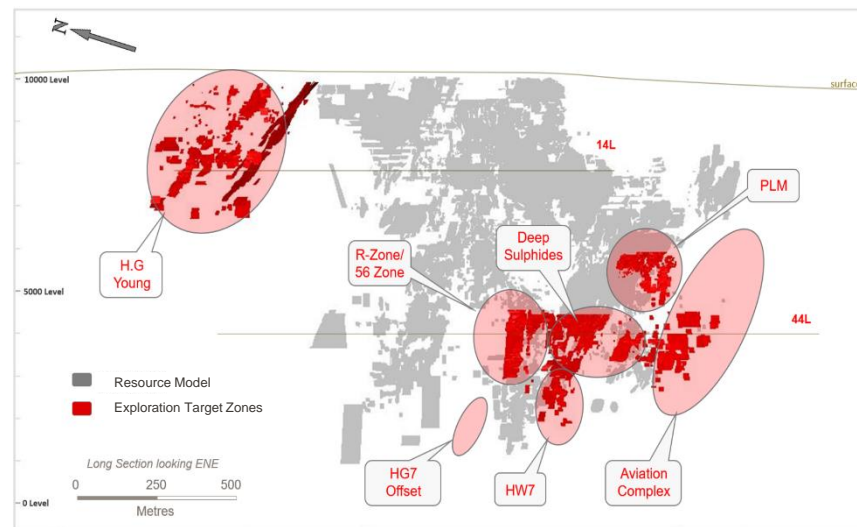 N
10000 Level
surface
14L
PLM
H.G
Young
R-Zone/
56 Zone
Deep
Sulphides
5000 Level
44L
Resource Model
Exploration Target Zones
Long Section looking ENE
0 250 500
Metres
HG7
Offset
HW7
Aviation
Complex
0 Level